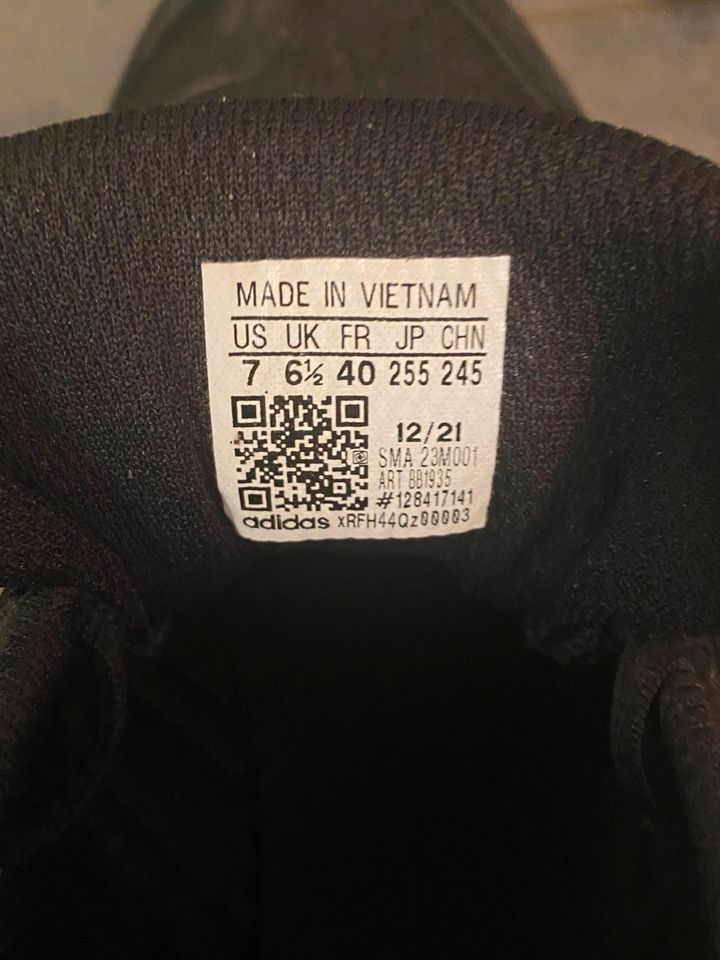 MADE IN VIETNAM
US UK FR JP CHN
7 6½ 40 255 245
12/21
SMA 23M001
ART BB1935
#128417141
adidas xRFH44Qz00003